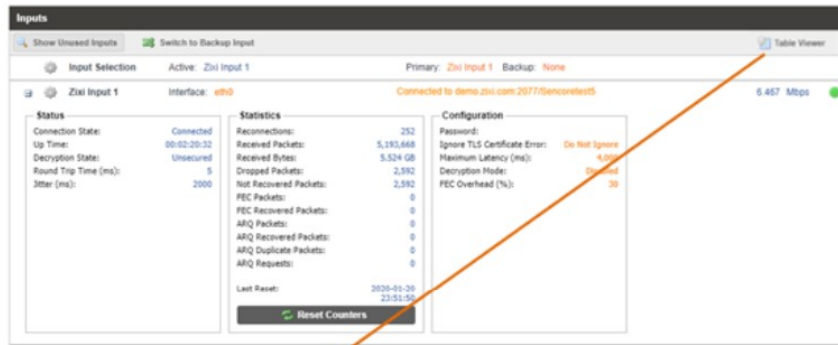 Inputs
Show Unused Inputs Switch to Backup Input Table Viewer
Input Selection Active: Zixi Input 1 Primary: Zixi Input 1 Backup: None
Zixi Input 1 Interface: eth0 Connected to demo.zixi.com:2077/Sencoretest5 6.467 Mbps
Status
Connection State: Connected
Up Time: 00:02:20:32
Decryption State: Unsecured
Round Trip Time (ms): 5
Jitter (ms): 2000
Statistics
Reconnections: 252
Received Packets: 5,193,668
Received Bytes: 5.524 GB
Dropped Packets: 2,592
Not Recovered Packets: 2,592
FEC Packets: 0
FEC Recovered Packets: 0
ARQ Packets: 0
ARQ Recovered Packets: 0
ARQ Duplicate Packets: 0
ARQ Requests: 0
Last Reset: 2020-01-20
23:51:50
Reset Counters
Configuration
Password:
Ignore TLS Certificate Error: Do Not Ignore
Maximum Latency (ms): 4,000
Decryption Mode: Disabled
FEC Overhead (%): 30